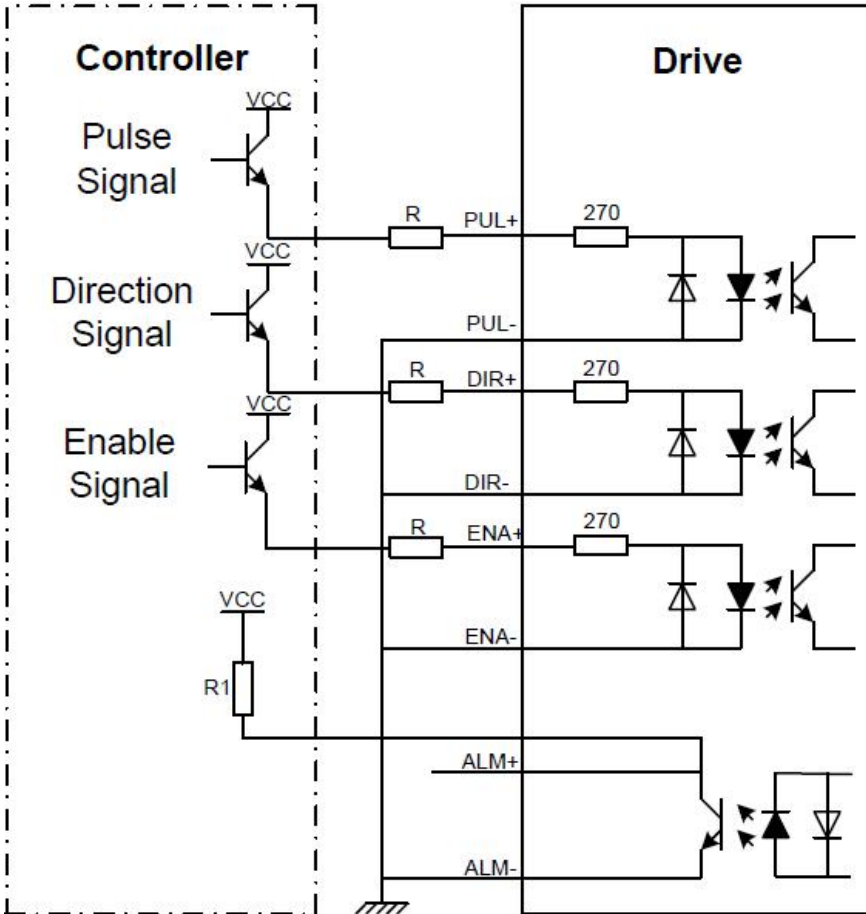 Controller
Drive
VCC
Pulse
Signal
R
PUL+
270
VCC
Direction
Signal
PUL-
R
DIR+
270
VCC
Enable
Signal
DIR-
R
ENA+
270
VCC
ENA-
R1
ALM+
ALM-